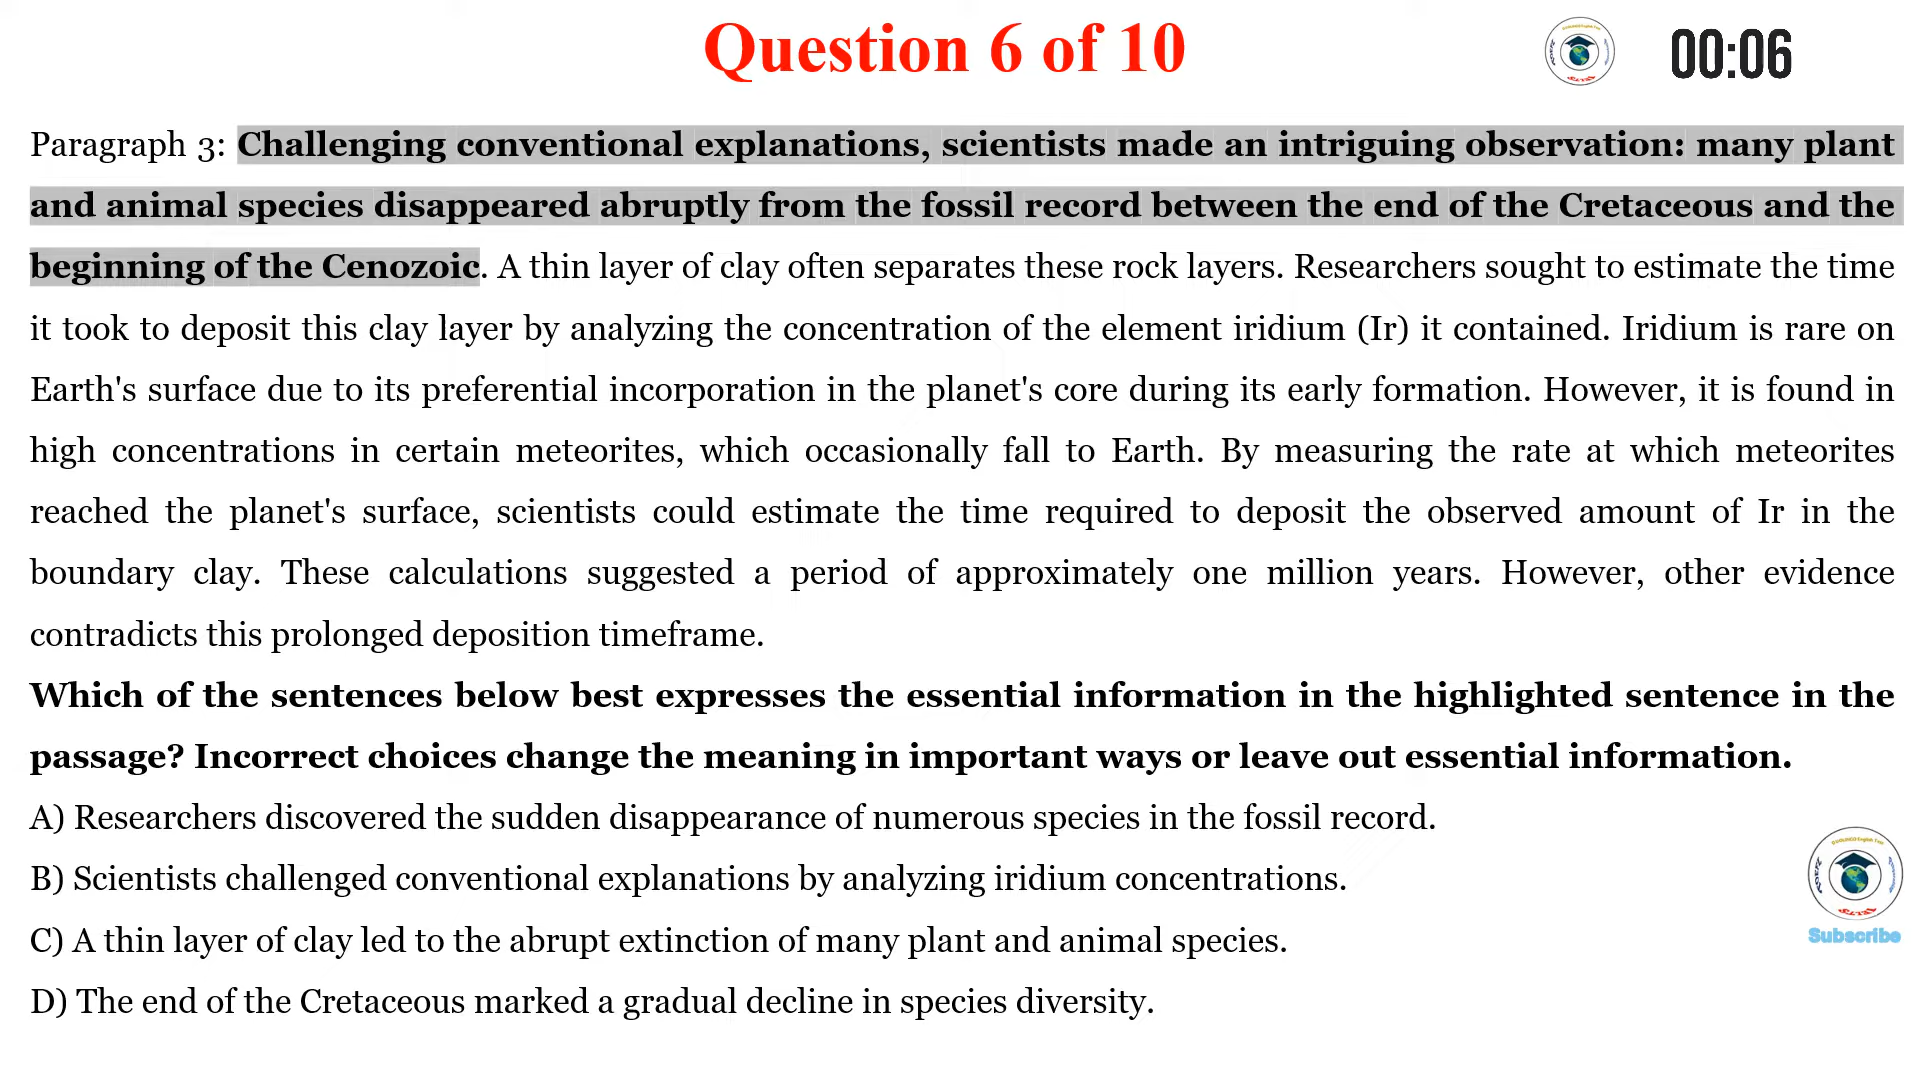 Question 6 of 10
00:06
Paragraph 3: Challenging conventional explanations, scientists made an intriguing observation: many plant
and animal species disappeared abruptly from the fossil record between the end of the Cretaceous and the
beginning of the Cenozoic. A thin layer of clay often separates these rock layers. Researchers sought to estimate the time
it took to deposit this clay layer by analyzing the concentration of the element iridium (Ir) it contained. Iridium is rare on
Earth's surface due to its preferential incorporation in the planet's core during its early formation. However, it is found in
high concentrations in certain meteorites, which occasionally fall to Earth. By measuring the rate at which meteorites
reached the planet's surface, scientists could estimate the time required to deposit the observed amount of Ir in the
boundary clay. These calculations suggested a period of approximately one million years. However, other evidence
contradicts this prolonged deposition timeframe.
Which of the sentences below best expresses the essential information in the highlighted sentence in the
passage? Incorrect choices change the meaning in important ways or leave out essential information.
A) Researchers discovered the sudden disappearance of numerous species in the fossil record.
B) Scientists challenged conventional explanations by analyzing iridium concentrations.
C) A thin layer of clay led to the abrupt extinction of many plant and animal species.
D) The end of the Cretaceous marked a gradual decline in species diversity.
Subscribe